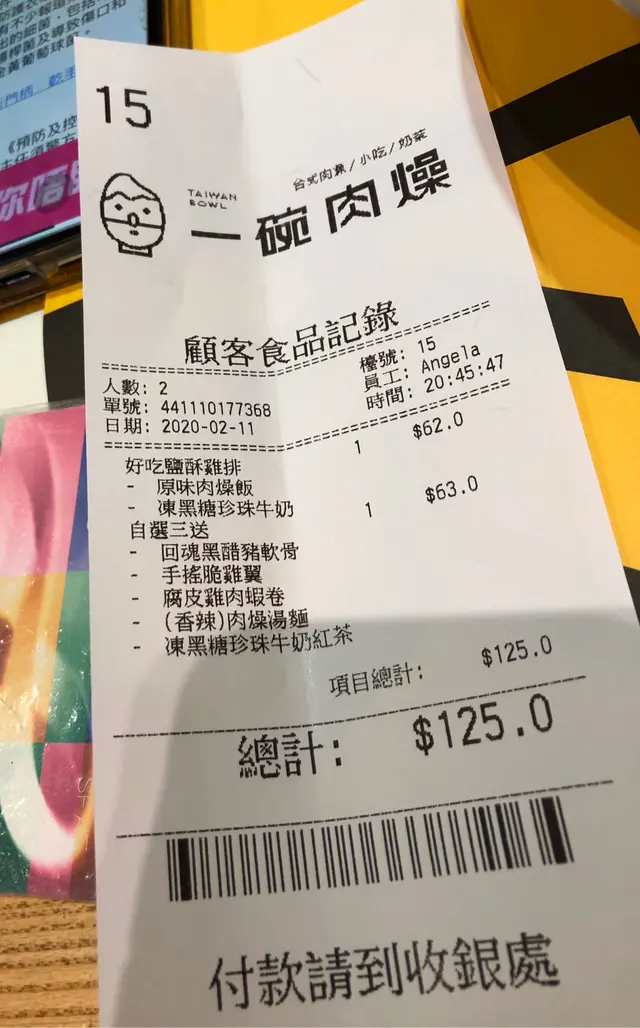 15
台式肉燥/小吃/奶茶
TAIWAN
BOWL
一碗肉燥
顧客食品記錄
人數: 2
檯號: 15
單號: 441110177368
員工: Angela
日期: 2020-02-11
時間: 20:45:47
好吃鹽酥雞排 1 $62.0
- 原味肉燥飯
- 凍黑糖珍珠牛奶
自選三送 1 $63.0
- 回魂黑醋豬軟骨
- 手搖脆雞翼
- 腐皮雞肉蝦卷
- (香辣)肉燥湯麵
- 凍黑糖珍珠牛奶紅茶
項目總計: $125.0
總計: $125.0
付款請到收銀處
《預防及控